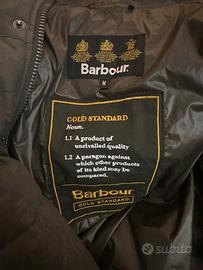 Barbour
M
GOLD STANDARD
Noun.
1.1 A product of
unrivalled quality
1.2 A paragon against
which other products
of its kind may be
compared.
Barbour
GOLD STANDARD
subito